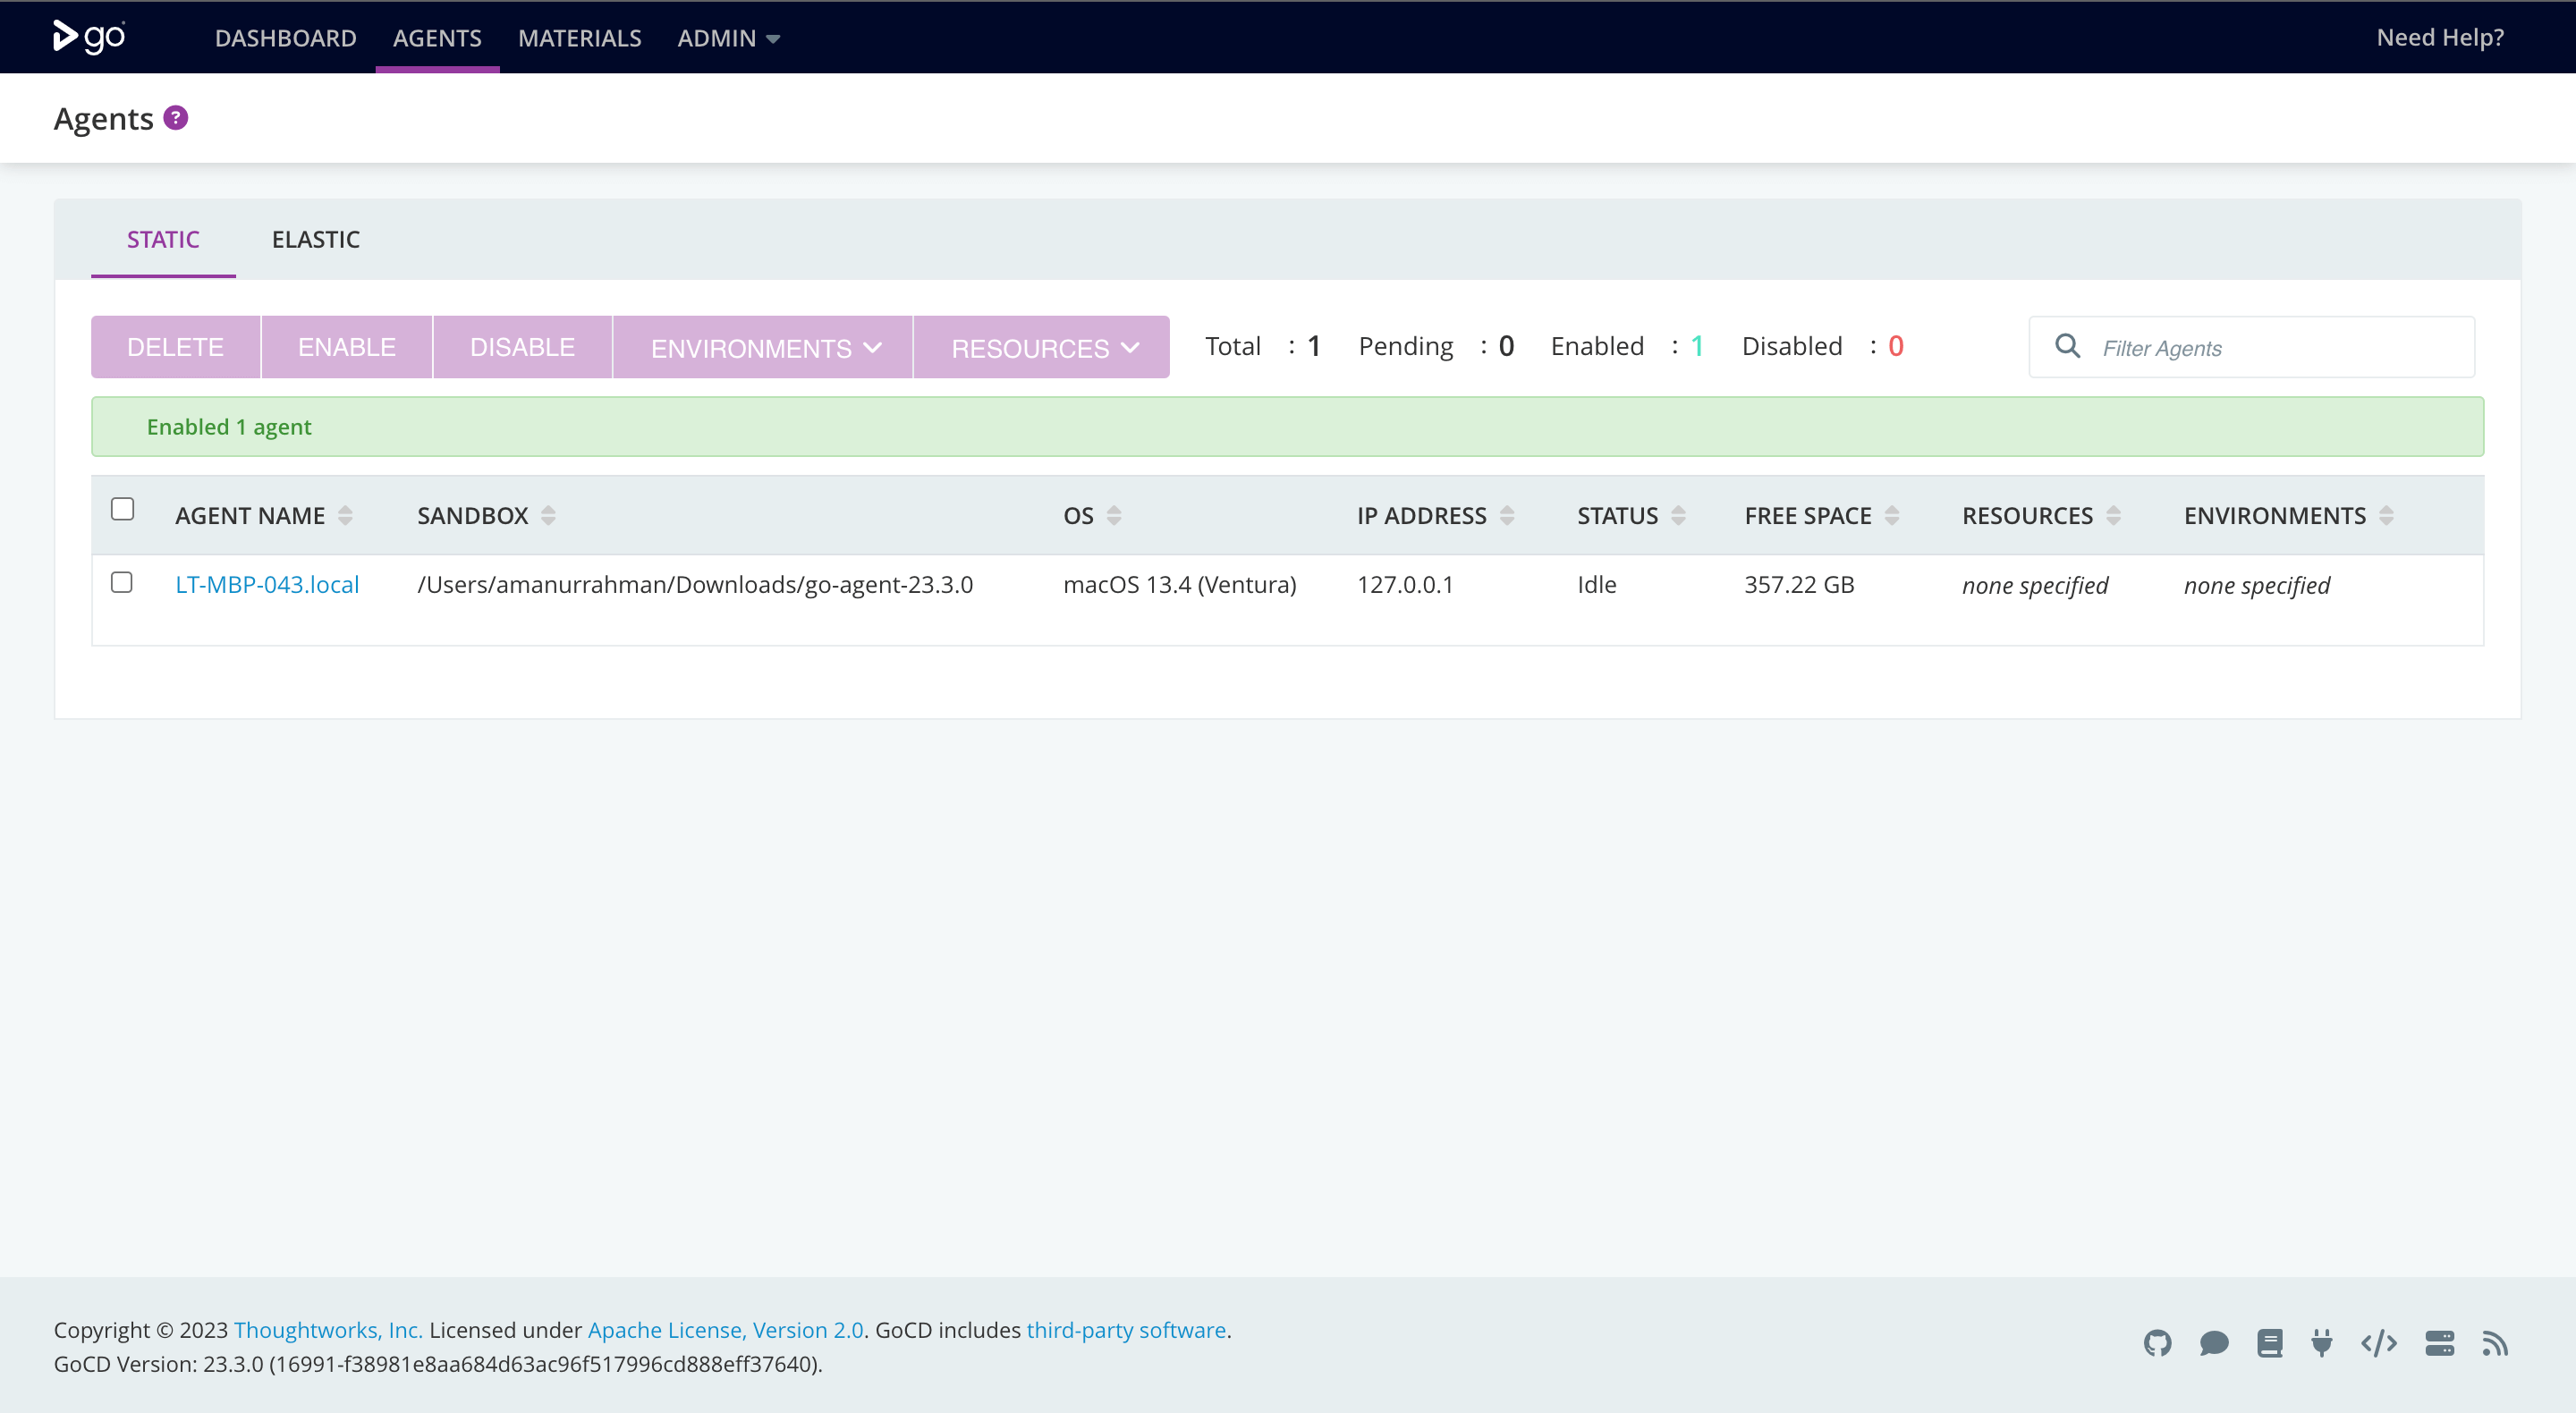 go DASHBOARD AGENTS MATERIALS ADMIN Need Help?
Agents ?
STATIC ELASTIC
DELETE ENABLE DISABLE ENVIRONMENTS RESOURCES Total : 1 Pending : 0 Enabled : 1 Disabled : 0 Filter Agents
Enabled 1 agent
AGENT NAME SANDBOX OS IP ADDRESS STATUS FREE SPACE RESOURCES ENVIRONMENTS
LT-MBP-043.local /Users/amanurrahman/Downloads/go-agent-23.3.0 macOS 13.4 (Ventura) 127.0.0.1 Idle 357.22 GB none specified none specified
Copyright © 2023 Thoughtworks, Inc. Licensed under Apache License, Version 2.0. GoCD includes third-party software.
GoCD Version: 23.3.0 (16991-f38981e8aa684d63ac96f517996cd888eff37640).